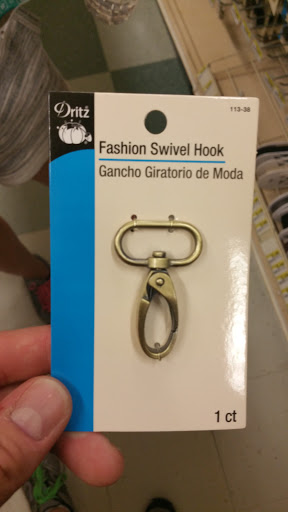 Dritz
113-38
Fashion Swivel Hook
Gancho Giratorio de Moda
1 ct